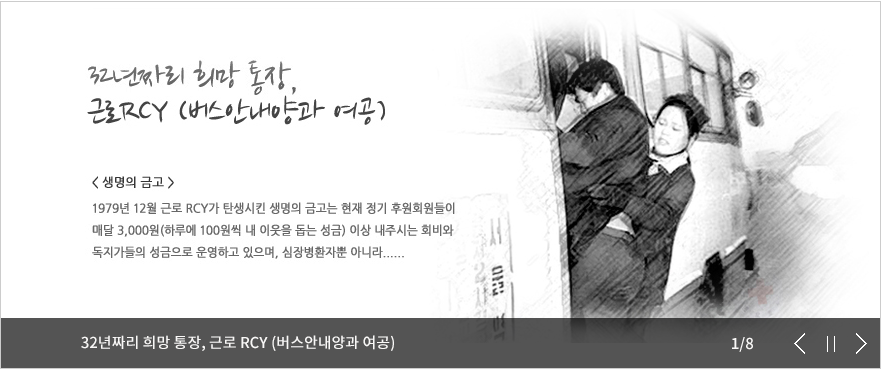 32년짜리 희망 통장,
근로RCY (버스안내양과 여공)
< 생명의 금고 >
1979년 12월 근로 RCY가 탄생시킨 생명의 금고는 현재 정기 후원회원들이
매달 3,000원(하루에 100원씩 내 이웃을 돕는 성금) 이상 내주시는 회비와
독지가들의 성금으로 운영하고 있으며, 심장병환자뿐 아니라......
32년짜리 희망 통장, 근로 RCY (버스안내양과 여공)
1/8